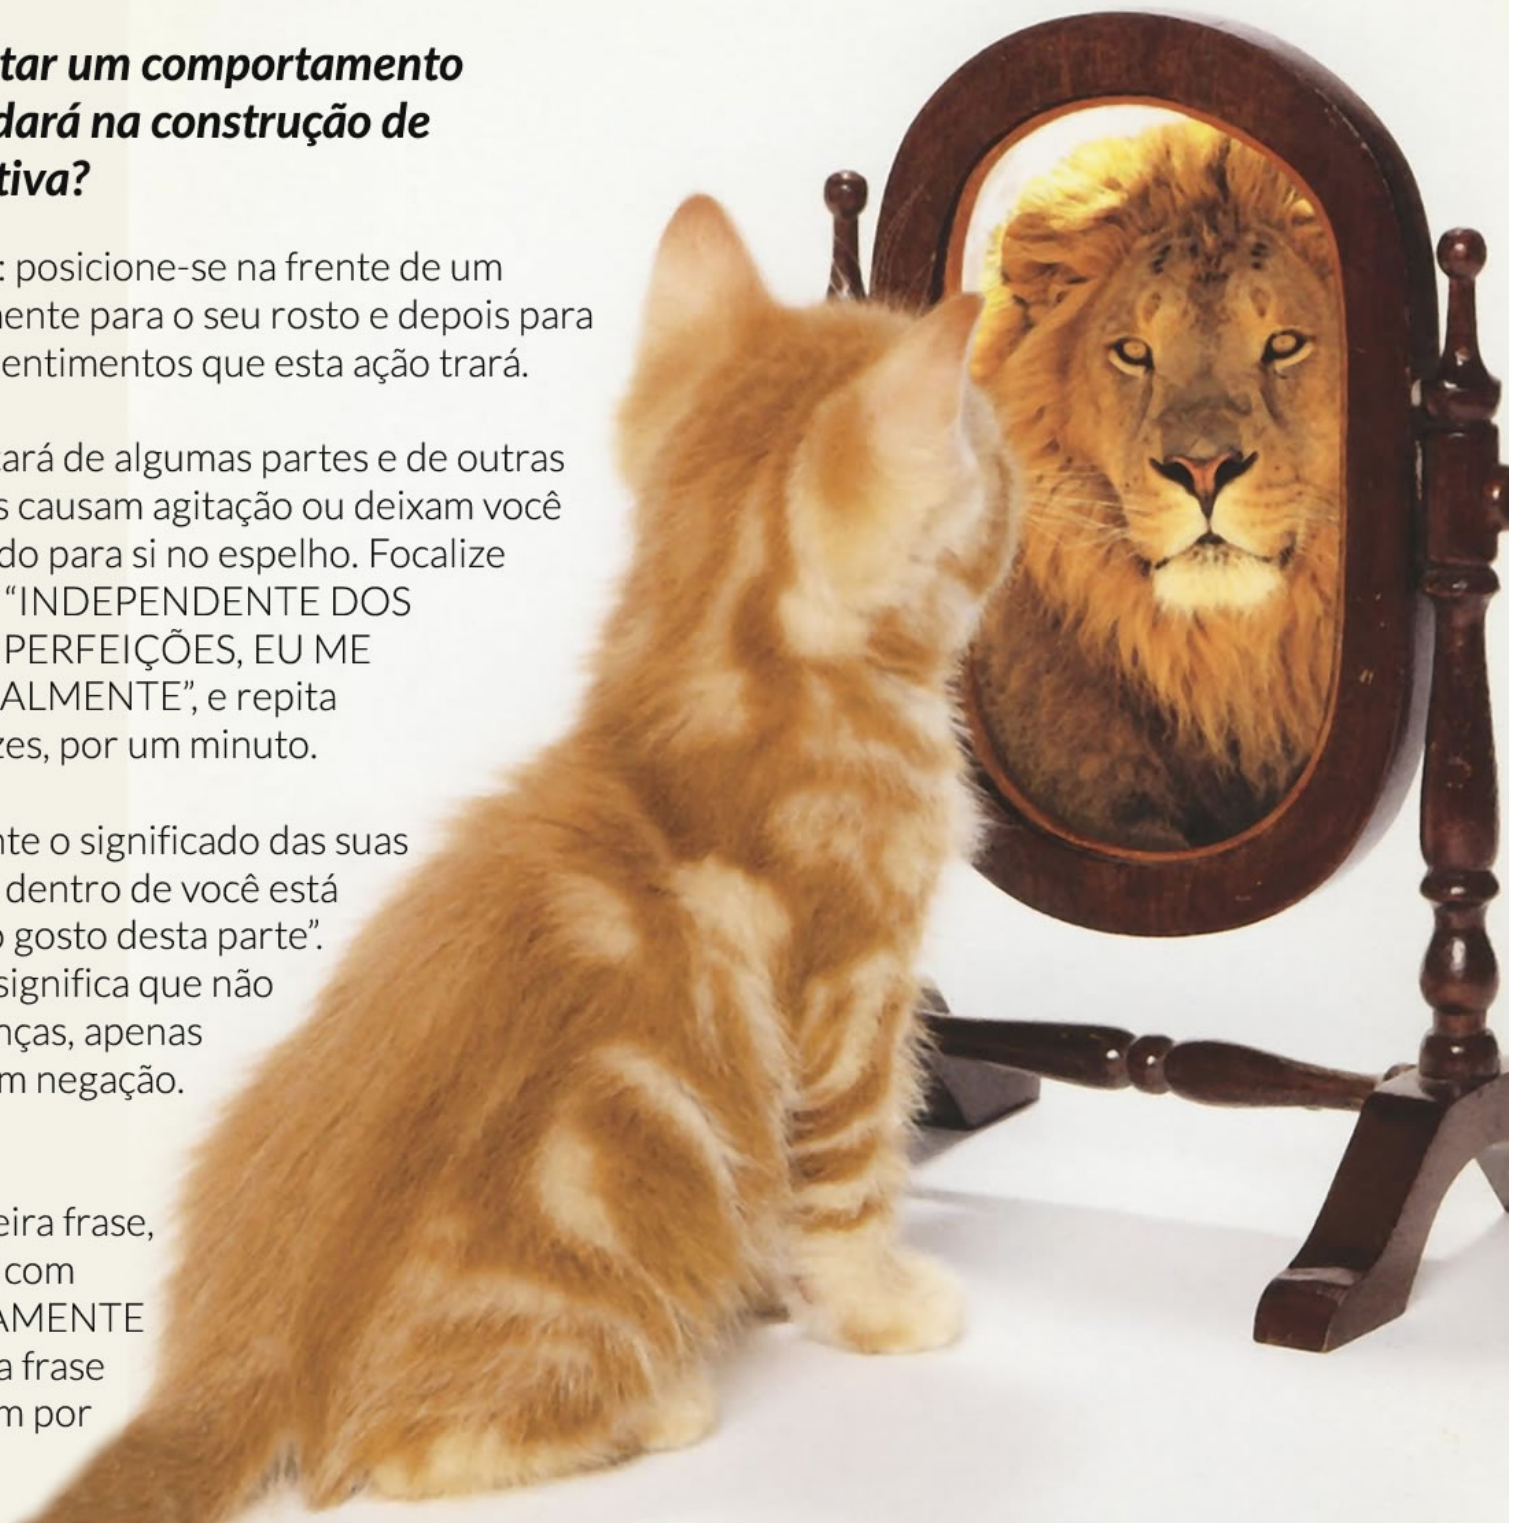 tar um comportamento
dará na construção de
tiva?
: posicione-se na frente de um
nente para o seu rosto e depois para
entimentos que esta ação trará.
tará de algumas partes e de outras
s causam agitação ou deixam você
do para si no espelho. Focalize
“INDEPENDENTE DOS
PERFEIÇÕES, EU ME
ALMENTE”, e repita
zes, por um minuto.
nte o significado das suas
dentro de você está
o gosto desta parte”.
significa que não
nças, apenas
m negação.
eira frase,
com
AMENTE
a frase
m por